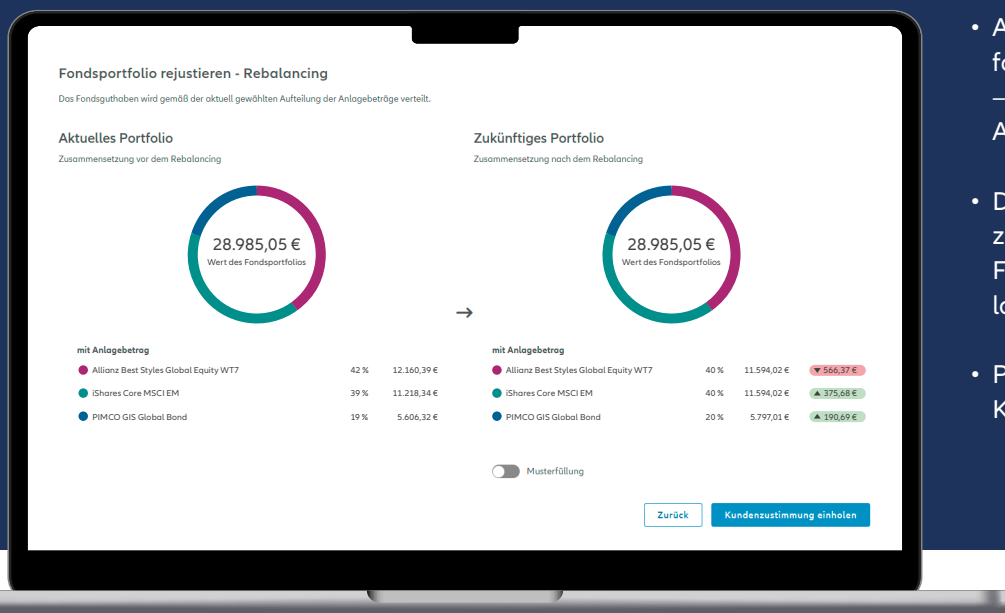 Fondsportfolio rejustieren - Rebalancing
Das Fondsguthaben wird gemäß der aktuell gewählten Aufteilung der Anlagebeträge verteilt.
Aktuelles Portfolio
Zusammensetzung vor dem Rebalancing
28.985,05 €
Wert des Fondsportfolios
mit Anlagebetrag
Allianz Best Styles Global Equity WT7 42 % 12.160,39 €
iShares Core MSCI EM 39 % 11.218,34 €
PIMCO GIS Global Bond 19 % 5.606,32 €
→
Zukünftiges Portfolio
Zusammensetzung nach dem Rebalancing
28.985,05 €
Wert des Fondsportfolios
mit Anlagebetrag
Allianz Best Styles Global Equity WT7 40 % 11.594,02 € ▼ 566,37 €
iShares Core MSCI EM 40 % 11.594,02 € ▲ 375,68 €
PIMCO GIS Global Bond 20 % 5.797,01 € ▲ 190,69 €
Musterfüllung
Zurück
Kundenzustimmung einholen